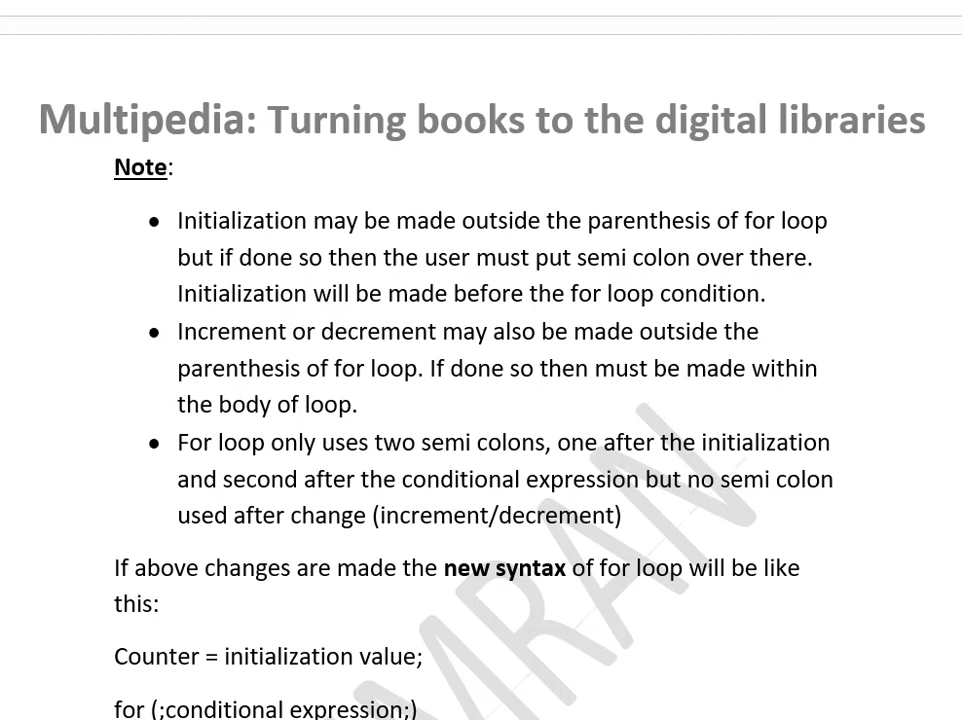 Multipedia: Turning books to the digital libraries
Note:
● Initialization may be made outside the parenthesis of for loop
but if done so then the user must put semi colon over there.
Initialization will be made before the for loop condition.
● Increment or decrement may also be made outside the
parenthesis of for loop. If done so then must be made within
the body of loop.
● For loop only uses two semi colons, one after the initialization
and second after the conditional expression but no semi colon
used after change (increment/decrement)
If above changes are made the new syntax of for loop will be like
this:
Counter = initialization value;
for (;conditional expression;)